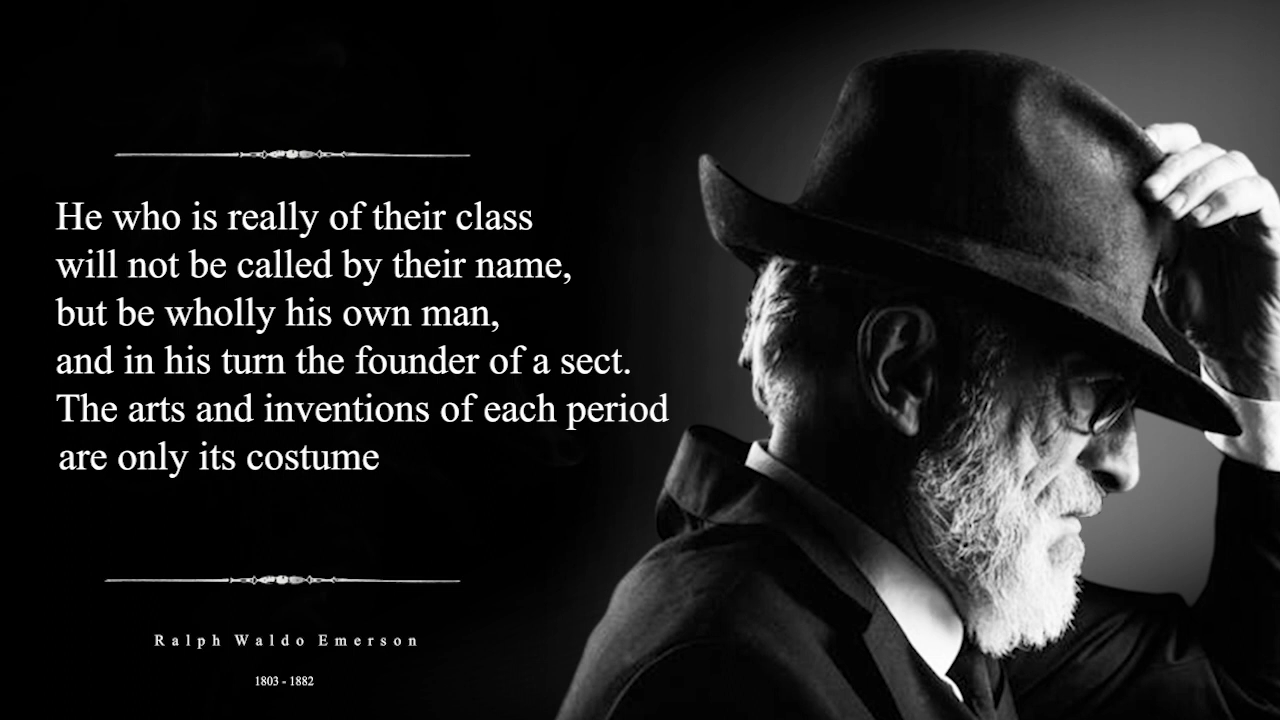 He who is really of their class
will not be called by their name,
but be wholly his own man,
and in his turn the founder of a sect.
The arts and inventions of each period
are only its costume
Ralph Waldo Emerson
1803 - 1882